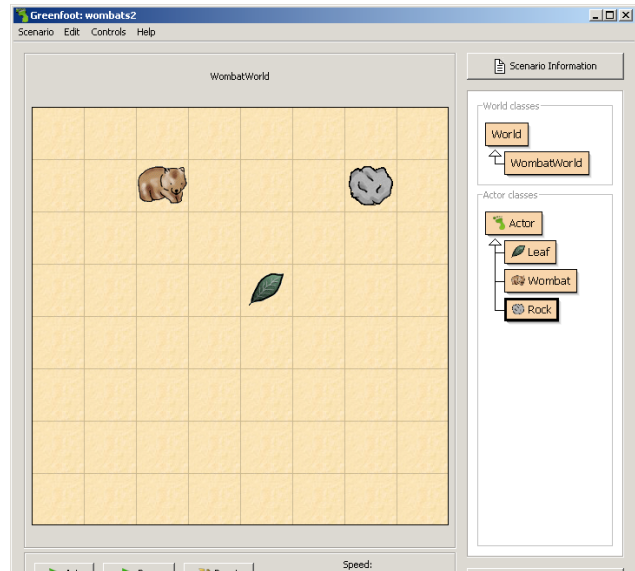 Greenfoot: wombats2
Scenario Edit Controls Help
WombatWorld
Scenario Information
World classes
World
WombatWorld
Actor classes
Actor
Leaf
Wombat
Rock
Speed: